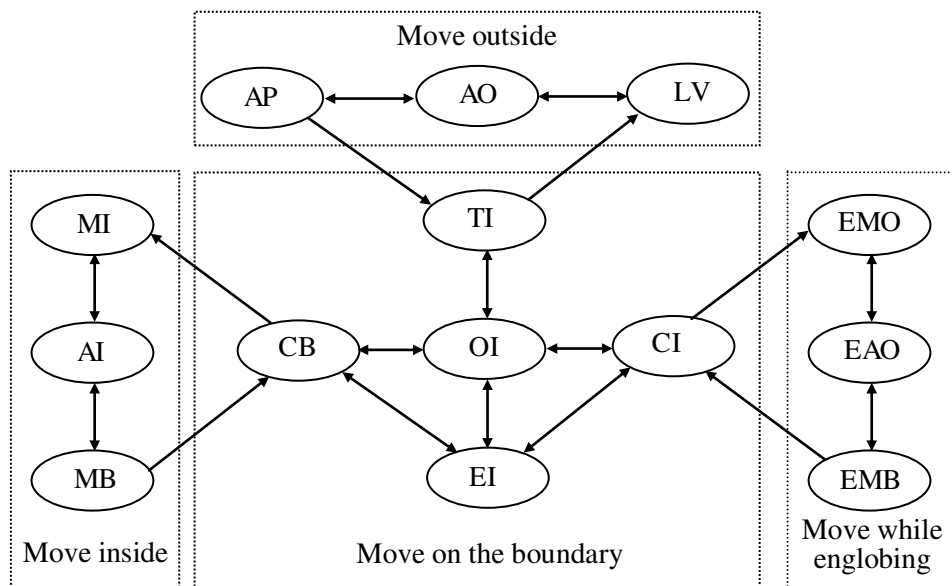 Move outside
AP
AO
LV
TI
MI
EMO
CB
OI
CI
AI
EAO
MB
EI
EMB
Move inside
Move on the boundary
Move while
englobing